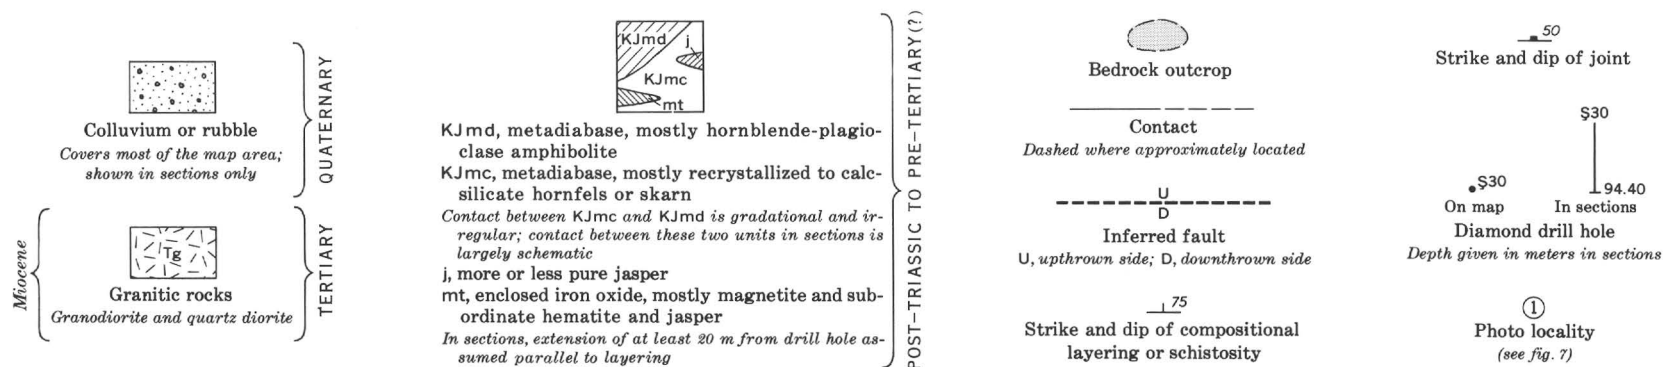 Colluvium or rubble
Covers most of the map area;
shown in sections only
QUATERNARY
Tg
Granitic rocks
Granodiorite and quartz diorite
Miocene
TERTIARY
KJmd
j
KJmc
mt
KJmd, metadiabase, mostly hornblende-plagio-
clase amphibolite
KJmc, metadiabase, mostly recrystallized to calc-
silicate hornfels or skarn
Contact between KJmc and KJmd is gradational and ir-
regular; contact between these two units in sections is
largely schematic
j, more or less pure jasper
mt, enclosed iron oxide, mostly magnetite and sub-
ordinate hematite and jasper
In sections, extension of at least 20 m from drill hole as-
sumed parallel to layering
POST-TRIASSIC TO PRE-TERTIARY(?)
Bedrock outcrop
Contact
Dashed where approximately located
U
D
Inferred fault
U, upthrown side; D, downthrown side
75
Strike and dip of compositional
layering or schistosity
50
Strike and dip of joint
S30
S30
94.40
On map
In sections
Diamond drill hole
Depth given in meters in sections
1
Photo locality
(see fig. 7)